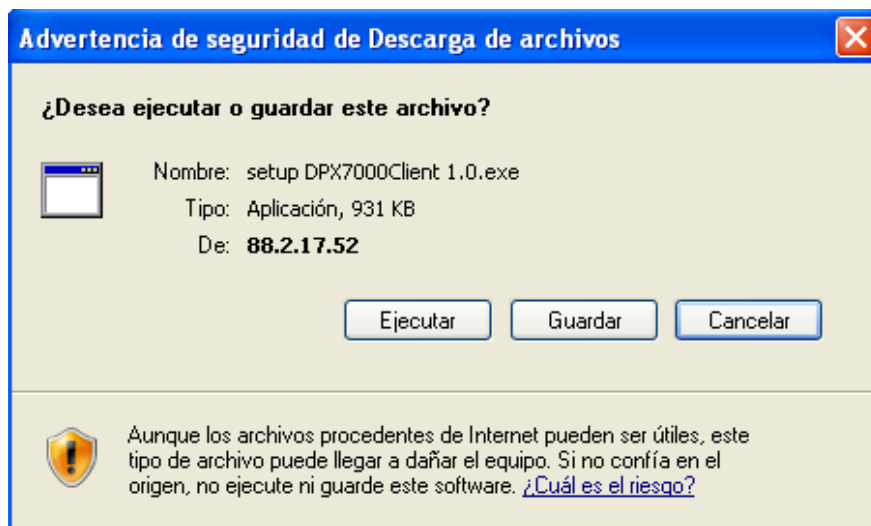 Advertencia de seguridad de Descarga de archivos
¿Desea ejecutar o guardar este archivo?
Nombre: setup DPX7000Client 1.0.exe
Tipo: Aplicación, 931 KB
De: 88.2.17.52
Ejecutar Guardar Cancelar
Aunque los archivos procedentes de Internet pueden ser útiles, este
tipo de archivo puede llegar a dañar el equipo. Si no confía en el
origen, no ejecute ni guarde este software. ¿Cuál es el riesgo?